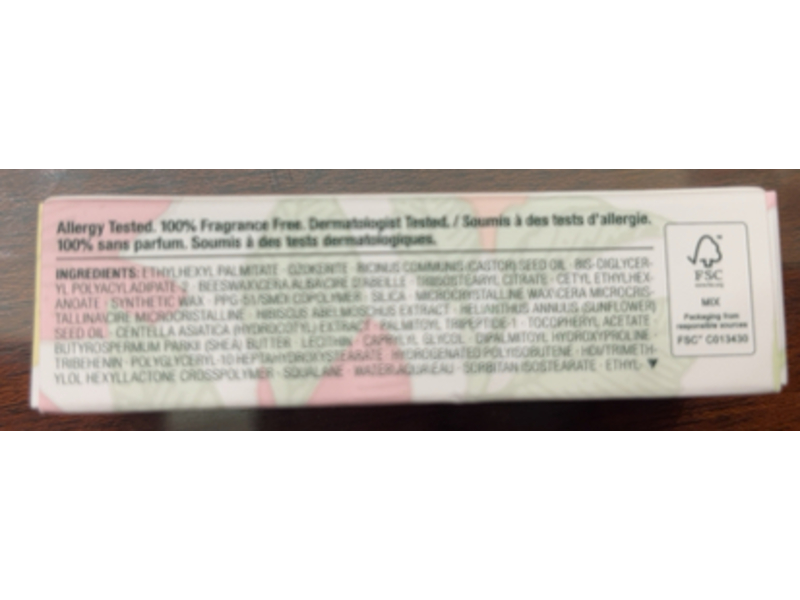 Allergy Tested. 100% Fragrance Free. Dermatologist Tested. / Soumis à des tests d'allergie.
100% sans parfum. Soumis à des tests dermatologiques.
INGREDIENTS: ETHYLHEXYL PALMITATE · OZOKERITE · RICINUS COMMUNIS (CASTOR) SEED OIL · BIS-DIGLYCER-
YL POLYACYLADIPATE-2 · BEESWAX\CERA ALBA\CIRE D'ABEILLE · TRIISOSTEARYL CITRATE · CETYL ETHYLHEX-
ANOATE · SYNTHETIC WAX · PPG-51/SMDI COPOLYMER · SILICA · MICROCRYSTALLINE WAX\CERA MICROCRIS-
TALLINA\CIRE MICROCRISTALLINE · HIBISCUS ABELMOSCHUS EXTRACT · HELIANTHUS ANNUUS (SUNFLOWER)
SEED OIL · CENTELLA ASIATICA (HYDROCOTYL) EXTRACT · PALMITOYL TRIPEPTIDE-1 · TOCOPHERYL ACETATE ·
BUTYROSPERMUM PARKII (SHEA) BUTTER · LECITHIN · CAPRYLYL GLYCOL · DIPALMITOYL HYDROXYPROLINE ·
TRIBEHENIN · POLYGLYCERYL-10 HEPTAHYDROXYSTEARATE · HYDROGENATED POLYISOBUTENE · HDI/TRIMETH-
YLOL HEXYLLACTONE CROSSPOLYMER · SQUALANE · WATER\AQUA\EAU · SORBITAN ISOSTEARATE · ETHYL- ▼
FSC
MIX
Packaging from
responsible sources
FSC® C013430